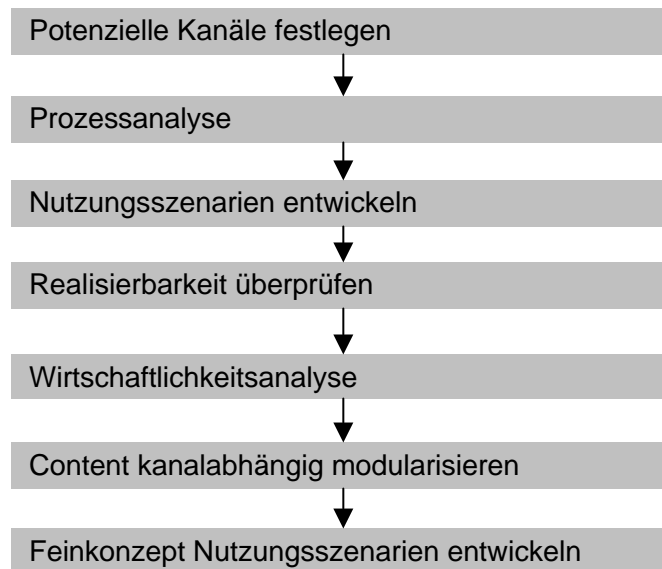 Potenzielle Kanäle festlegen
Prozessanalyse
Nutzungsszenarien entwickeln
Realisierbarkeit überprüfen
Wirtschaftlichkeitsanalyse
Content kanalabhängig modularisieren
Feinkonzept Nutzungsszenarien entwickeln